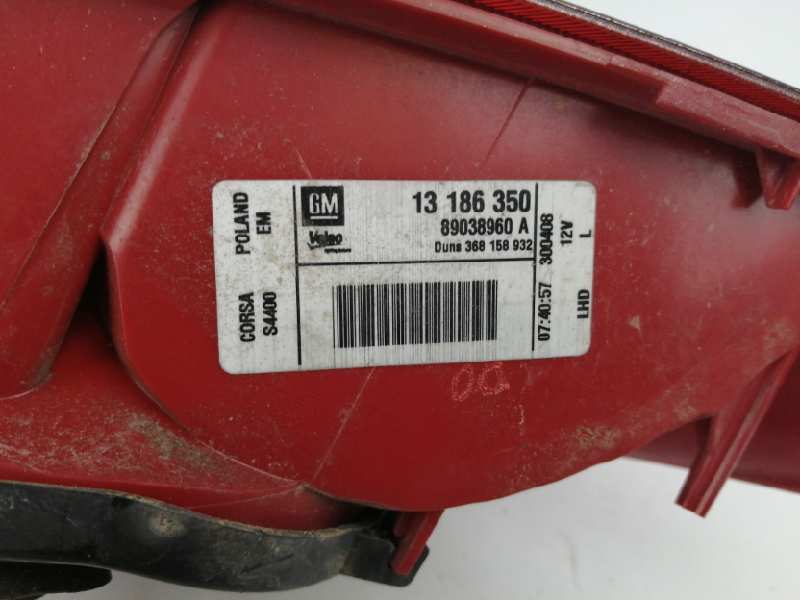 CORSA POLAND
S4400 EM
GM
Valeo
13 186 350
89038960 A
Duns 368 158 932
07:40:57 300408
12V
LHD L